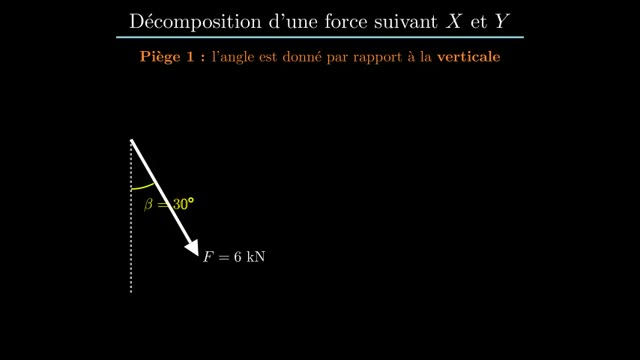 Décomposition d'une force suivant X et Y
Piège 1 : l'angle est donné par rapport à la verticale
β = 30°
F = 6 kN